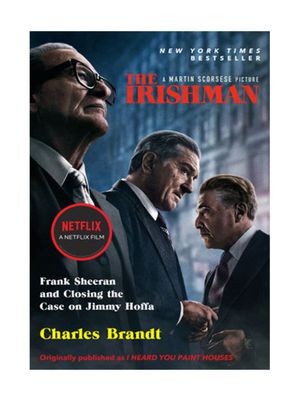 NEW YORK TIMES
BESTSELLER
THE
A MARTIN SCORSESE PICTURE
IRISHMAN
NETFLIX
A NETFLIX FILM
Frank Sheeran
and Closing the
Case on Jimmy Hoffa
Charles Brandt
Originally published as I HEARD YOU PAINT HOUSES